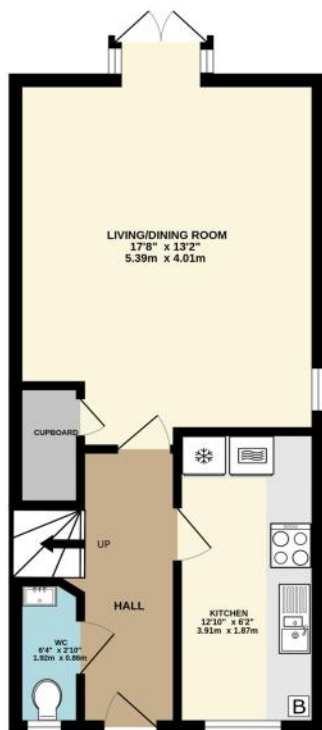 LIVING/DINING ROOM
17'8" x 13'2"
5.39m x 4.01m
CUPBOARD
UP
HALL
KITCHEN
12'10" x 6'2"
3.91m x 1.87m
WC
6'4" x 2'10"
1.92m x 0.86m
B